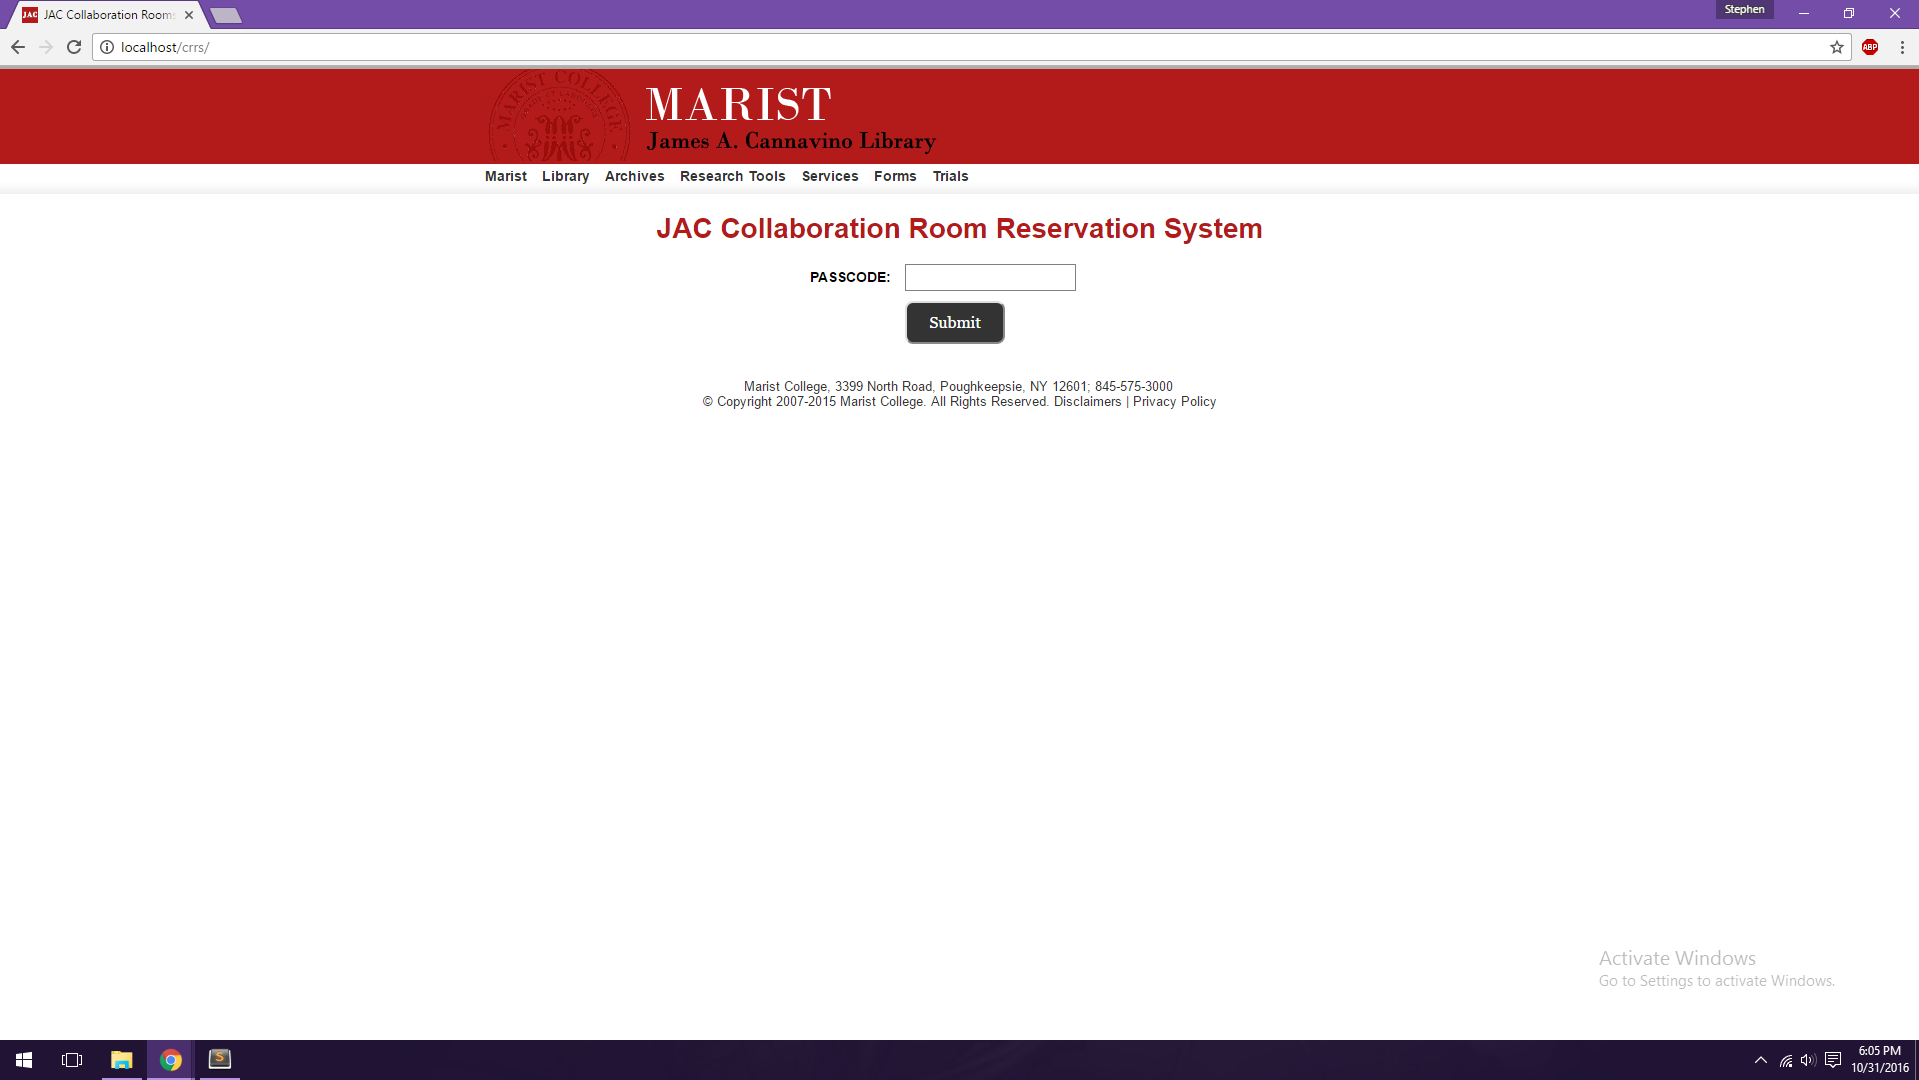 JAC Collaboration Rooms
Stephen
localhost/crrs/
ABP
MARIST COLLEGE
MARIST
James A. Cannavino Library
Marist Library Archives Research Tools Services Forms Trials
JAC Collaboration Room Reservation System
PASSCODE:
Submit
Marist College, 3399 North Road, Poughkeepsie, NY 12601; 845-575-3000
© Copyright 2007-2015 Marist College. All Rights Reserved. Disclaimers | Privacy Policy
Activate Windows
Go to Settings to activate Windows.
6:05 PM
10/31/2016